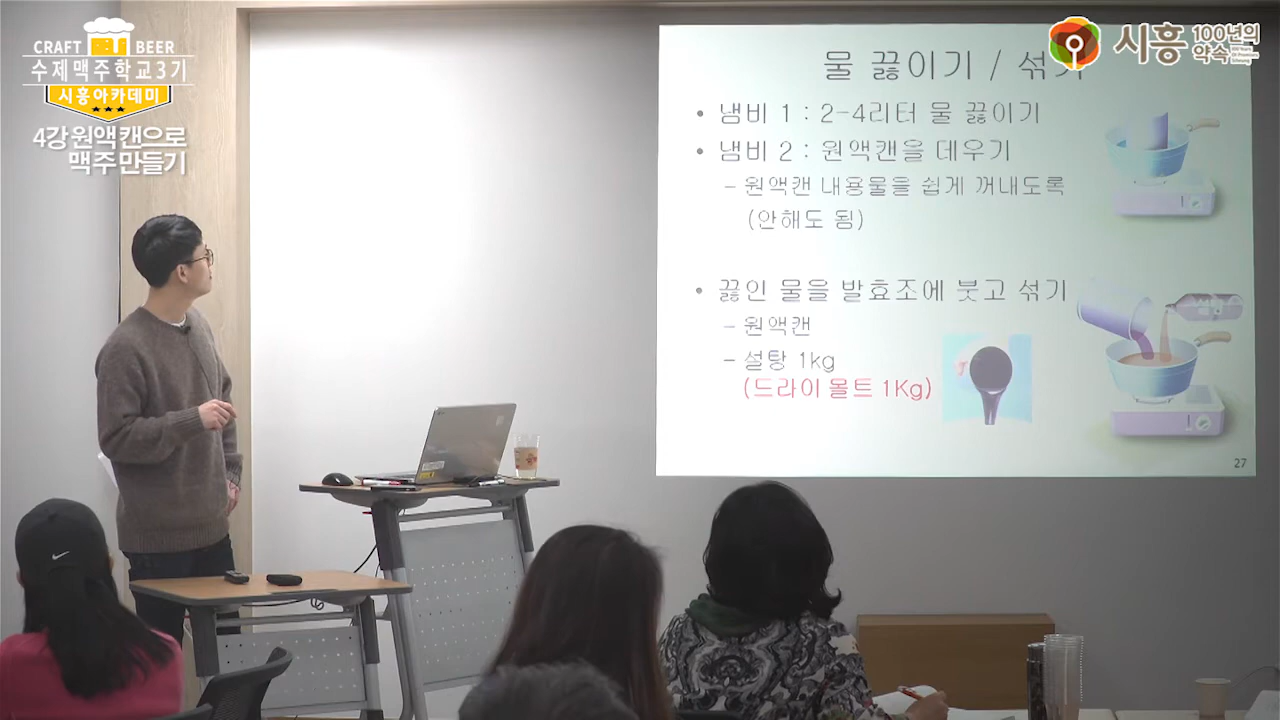 CRAFT BEER
수제맥주학교3기
시흥아카데미
4강 원액캔으로
맥주 만들기
시흥 100년의
약속
물 끓이기 / 섞기
• 냄비 1 : 2-4리터 물 끓이기
• 냄비 2 : 원액캔을 데우기
– 원액캔 내용물을 쉽게 꺼내도록
(안해도 됨)
• 끓인 물을 발효조에 붓고 섞기
– 원액캔
– 설탕 1kg
(드라이 몰트 1Kg)
27